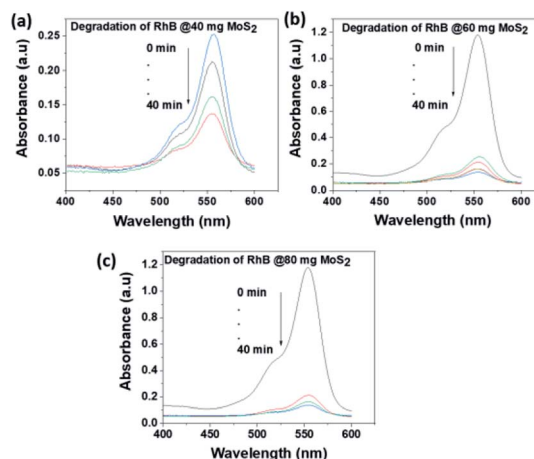 (a)
Degradation of RhB @40 mg MoS2
0 min
.
.
.
40 min
0.25
0.20
0.15
0.10
0.05
400 450 500 550 600
Wavelength (nm)
Absorbance (a.u)
(b)
Degradation of RhB @60 mg MoS2
0 min
.
.
.
40 min
1.2
1.0
0.8
0.6
0.4
0.2
0.0
400 450 500 550 600
Wavelength (nm)
Absorbance (a.u)
(c)
Degradation of RhB @80 mg MoS2
0 min
.
.
.
40 min
1.2
1.0
0.8
0.6
0.4
0.2
0.0
400 450 500 550 600
Wavelength (nm)
Absorbance (a.u)